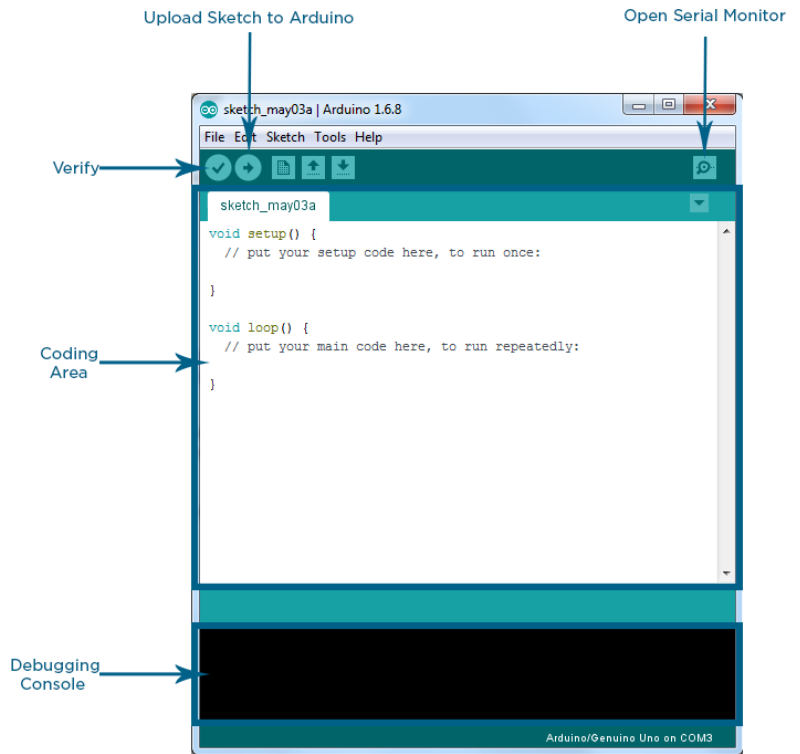 Upload Sketch to Arduino
Open Serial Monitor
sketch_may03a | Arduino 1.6.8
File Edit Sketch Tools Help
Verify
sketch_may03a
void setup() {
// put your setup code here, to run once:
}
void loop() {
// put your main code here, to run repeatedly:
}
Coding
Area
Debugging
Console
Arduino/Genuino Uno on COM3